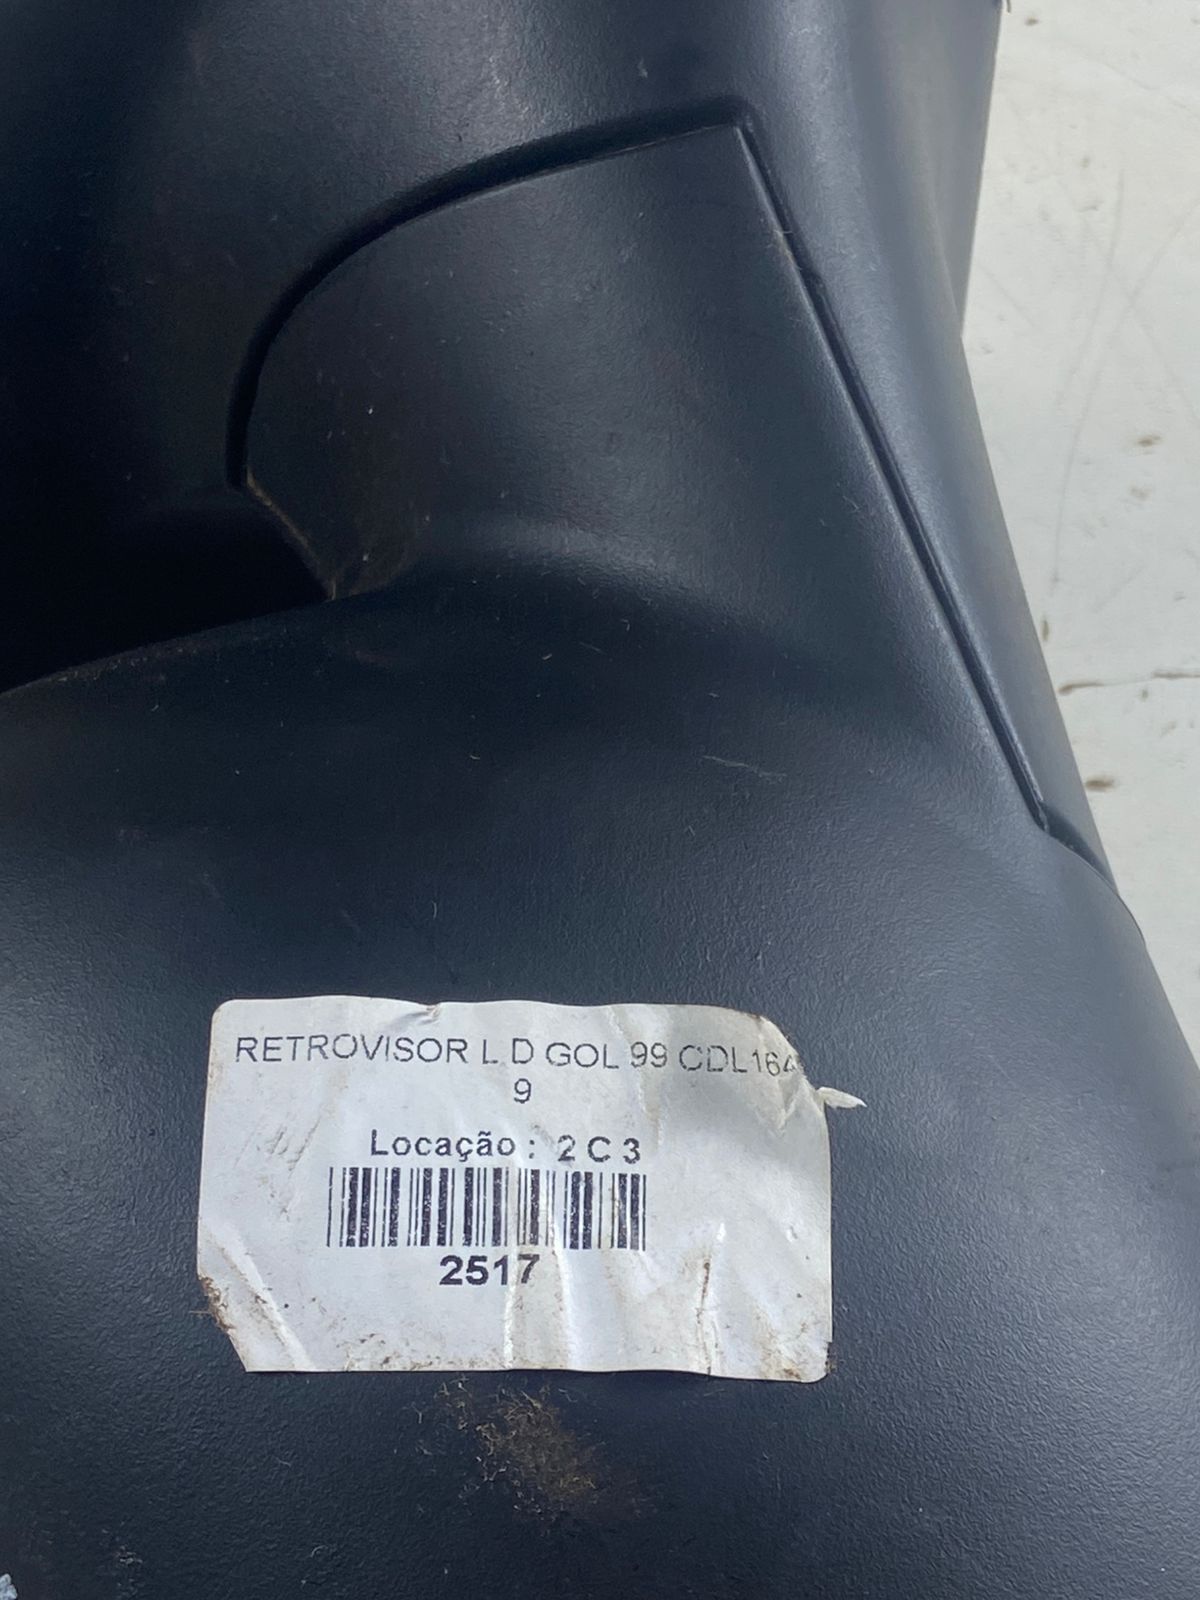 RETROVISOR L D GOL 99 CDL164
9
Locação : 2 C 3
2517